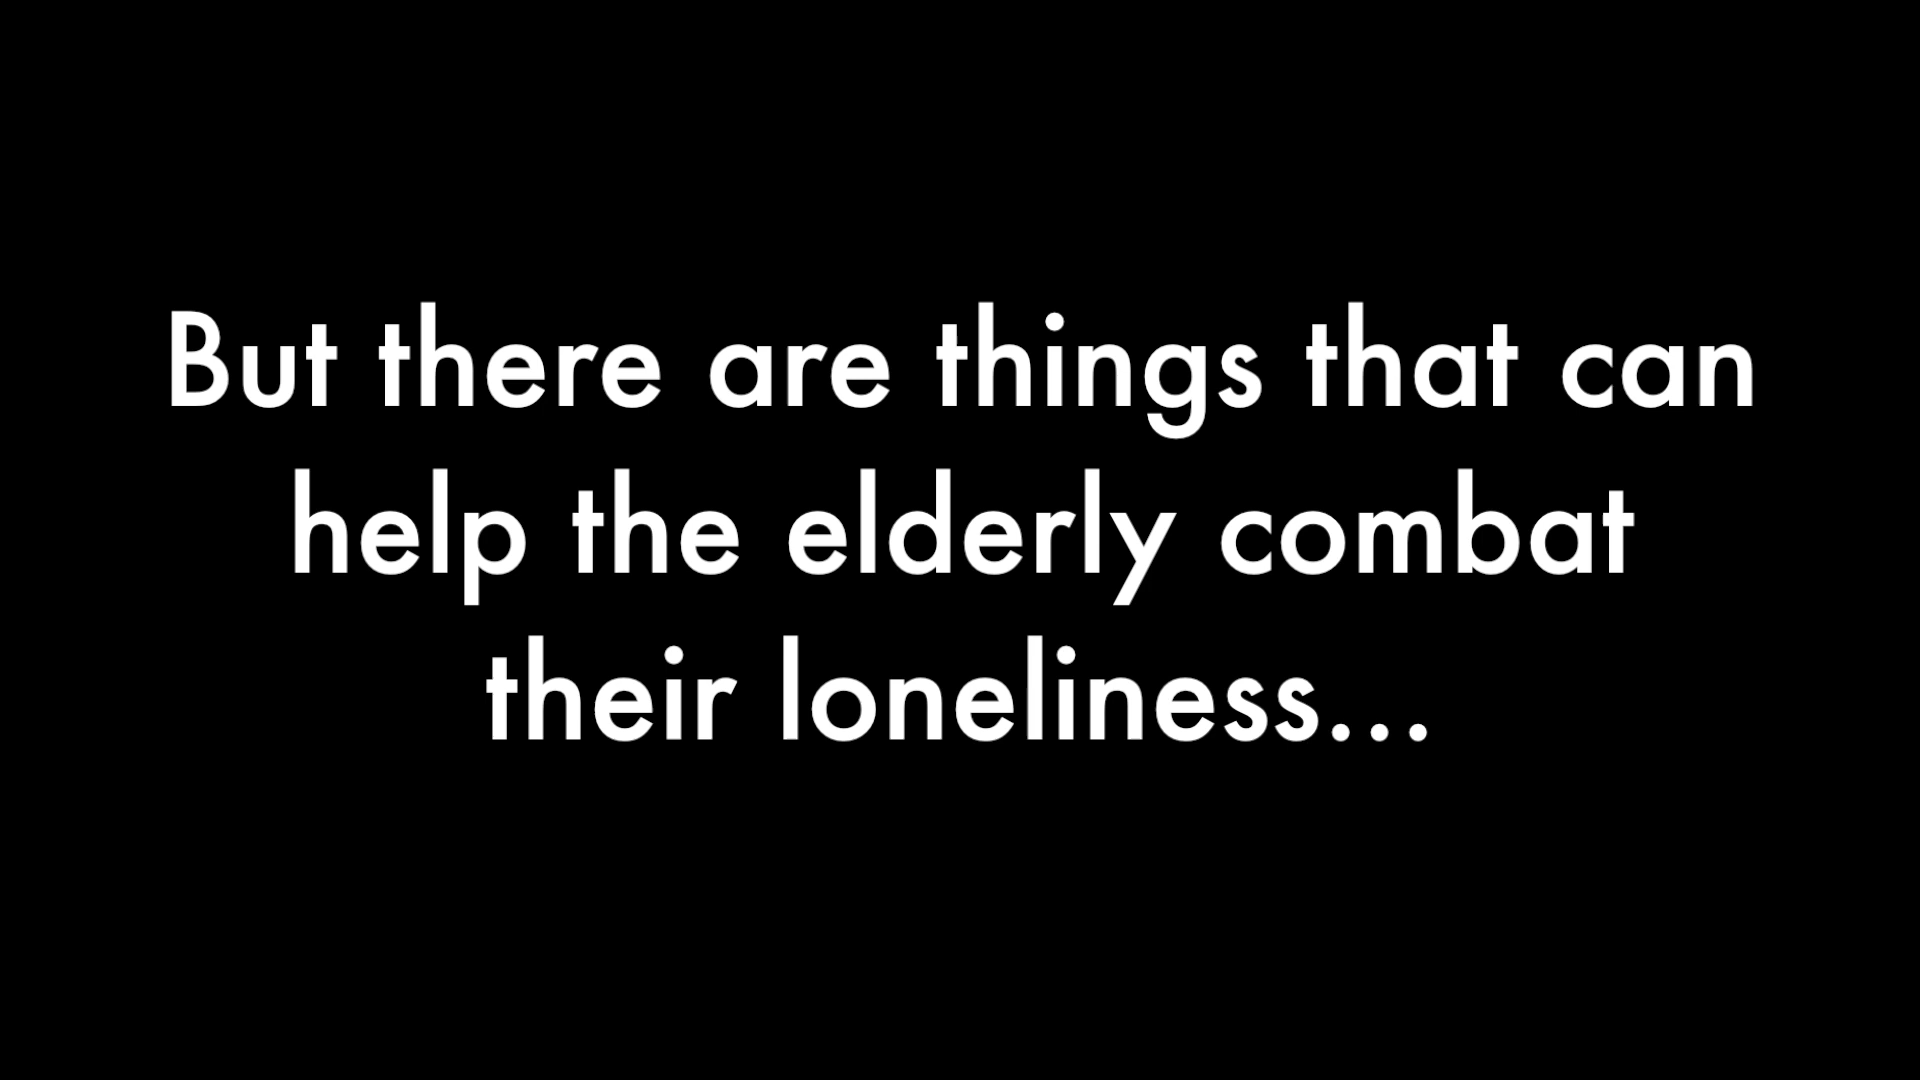 But there are things that can
help the elderly combat
their loneliness...